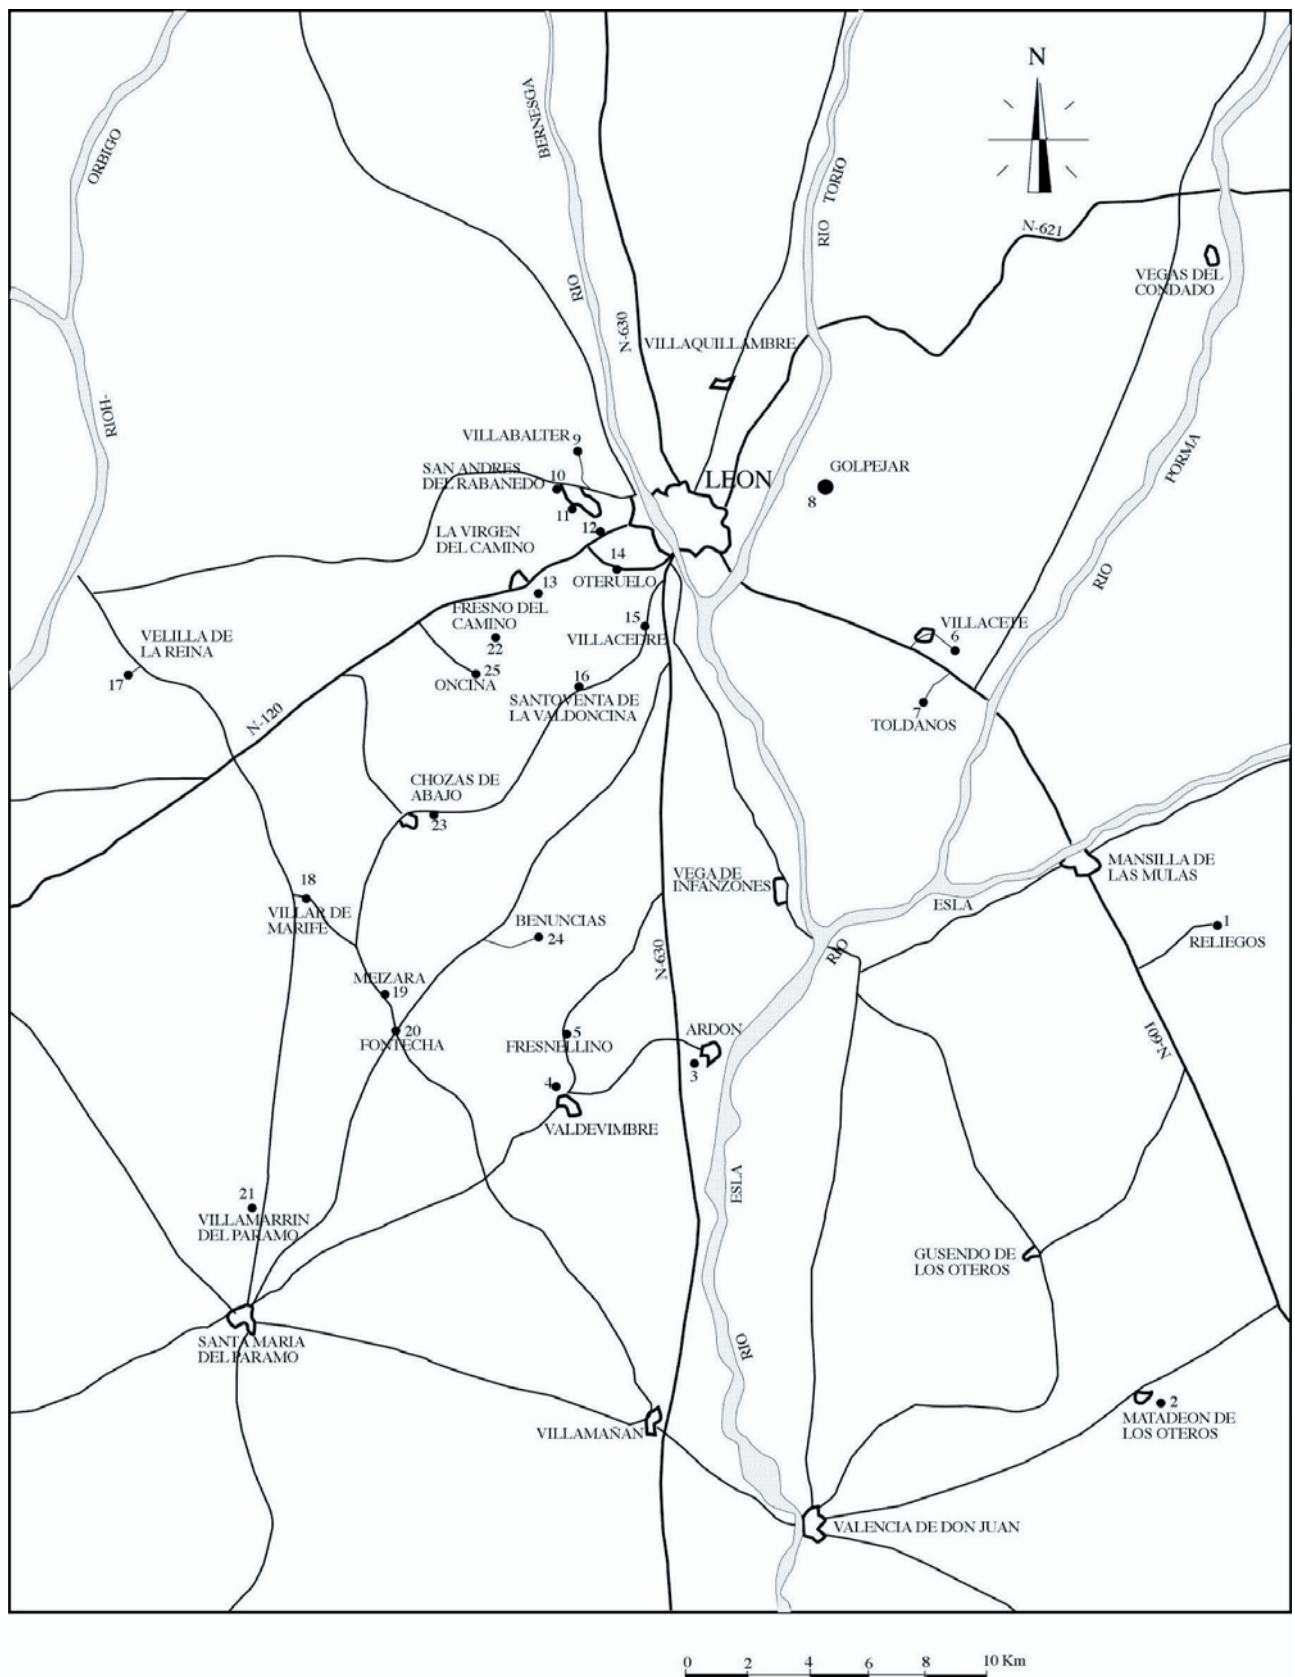 N
BERNESGA
ORBIGO
RIO TORIO
N-621
VEGAS DEL
CONDADO
RIO
N-630
VILLAQUILLAMBRE
RIOH-
VILLABALTER
9
PORMA
SAN ANDRES
DEL RABANEDO
10
LEON
GOLPEJAR
8
11
LA VIRGEN
DEL CAMINO
12
14
OTERUELO
RIO
13
FRESNO DEL
CAMINO
15
VILLACEDRE
VILLACETE
6
VELILLA DE
LA REINA
22
17
25
ONCINA
16
SANTOVENTA DE
LA VALDONCINA
7
TOLDANOS
N-120
CHOZAS DE
ABAJO
23
VEGA DE
INFANZONES
MANSILLA DE
LAS MULAS
18
VILLAR DE
MARIFE
ESLA
BENUNCIAS
24
1
RELIEGOS
RIO
N-630
MEIZARA
19
20
FONTECHA
5
FRESNELLINO
ARDON
3
N-601
4
VALDEVIMBRE
ESLA
21
VILLAMARRIN
DEL PARAMO
GUSENDO DE
LOS OTEROS
SANTA MARIA
DEL PARAMO
RIO
2
MATADEON DE
LOS OTEROS
VILLAMAÑAN
VALENCIA DE DON JUAN
0 2 4 6 8 10 Km